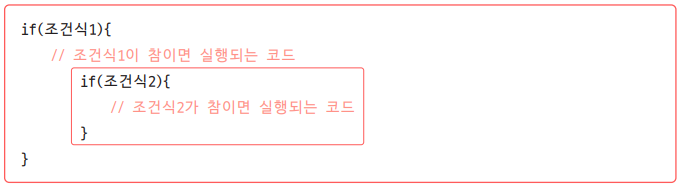 if(조건식1){
// 조건식1이 참이면 실행되는 코드
if(조건식2){
// 조건식2가 참이면 실행되는 코드
}
}